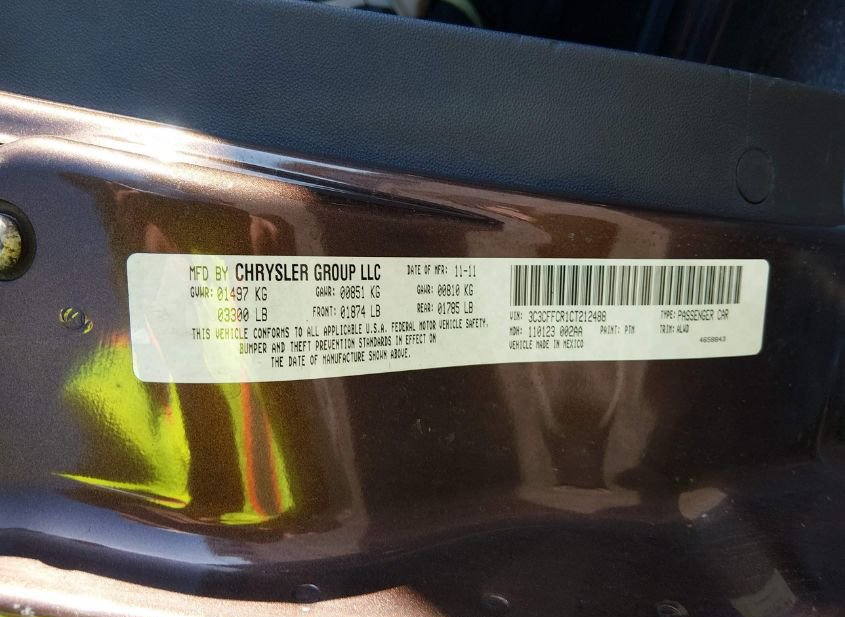 MFD BY CHRYSLER GROUP LLC DATE OF MFR: 11-11
GVWR: 01497 KG GAWR: 00851 KG GAWR: 00810 KG
03300 LB FRONT: 01874 LB REAR: 01785 LB
THIS VEHICLE CONFORMS TO ALL APPLICABLE U.S.A. FEDERAL MOTOR VEHICLE SAFETY,
BUMPER AND THEFT PREVENTION STANDARDS IN EFFECT ON
THE DATE OF MANUFACTURE SHOWN ABOVE.
VIN: 3C3CFFCR1CT212488 TYPE: PASSENGER CAR
MDH: 110123 002AA PAINT: PTN TRIM: ALWD
VEHICLE MADE IN MEXICO 4658843